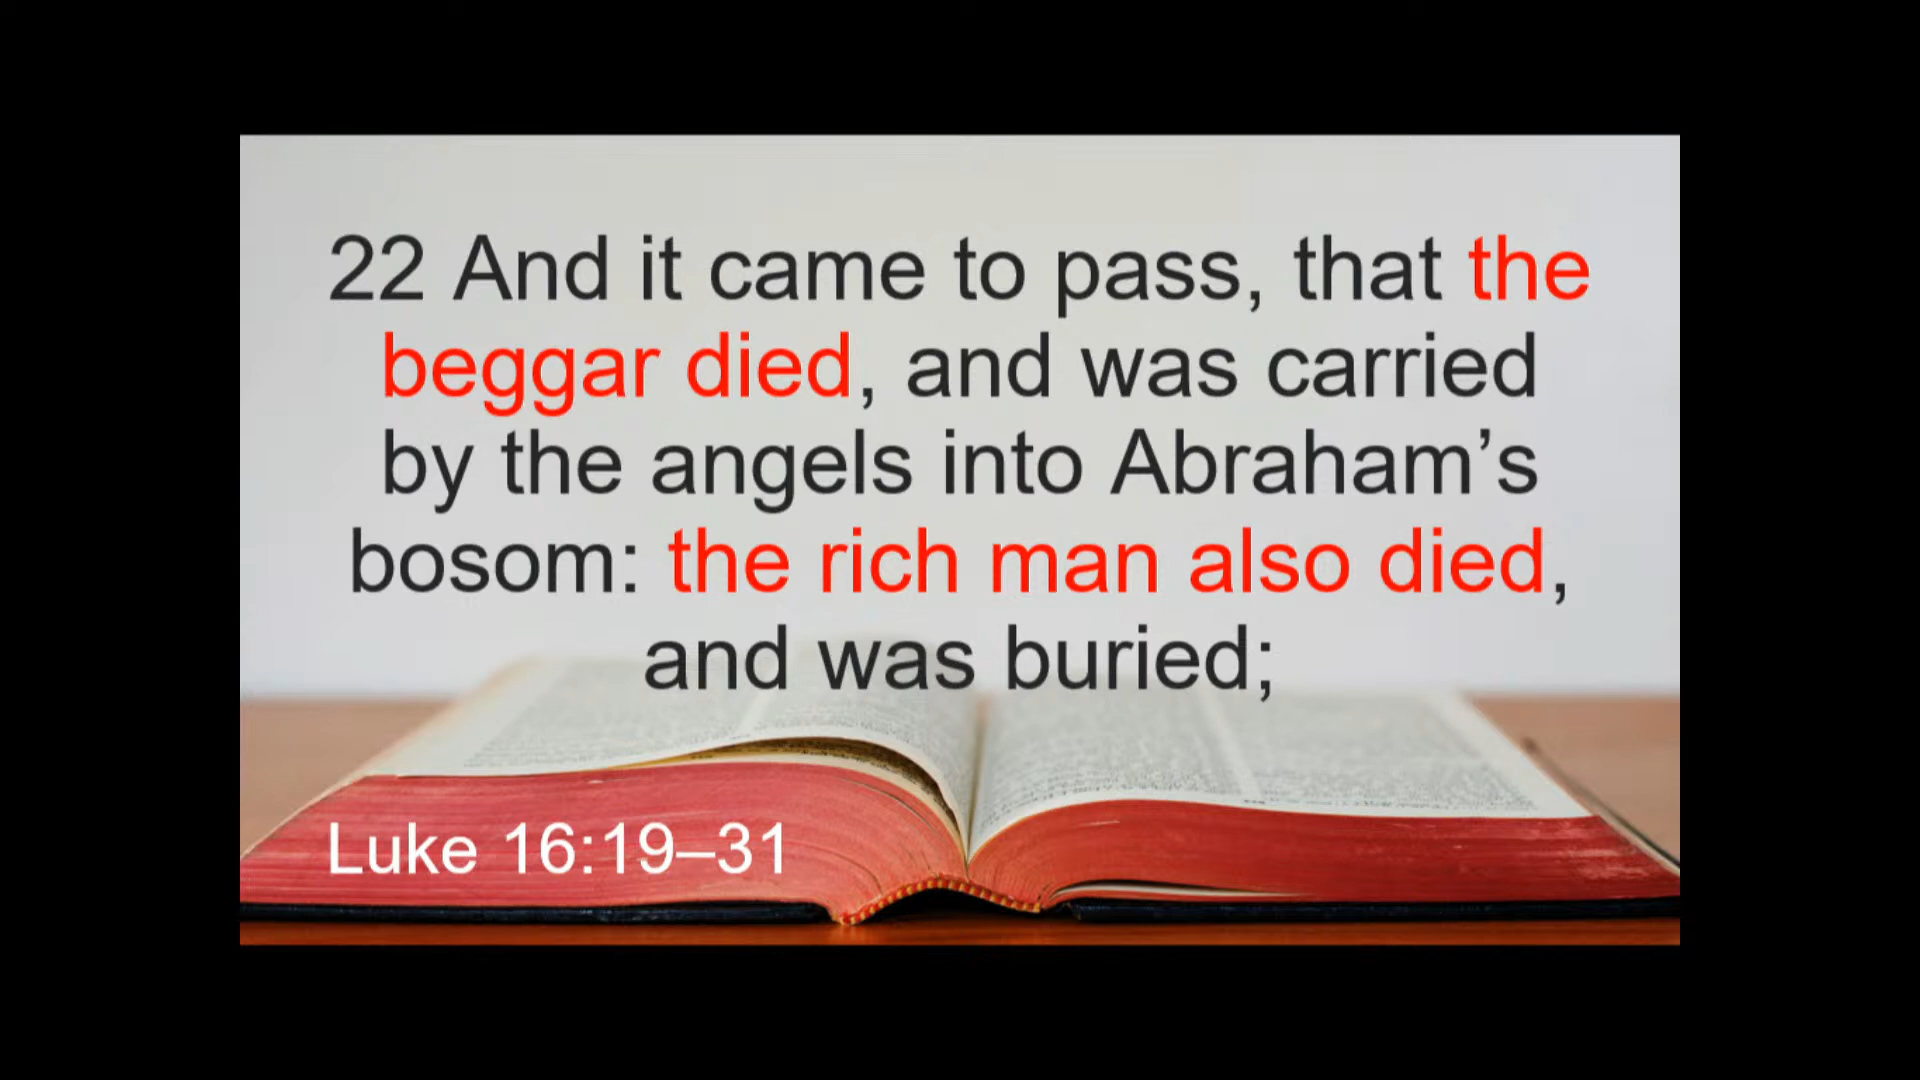 22 And it came to pass, that the
beggar died, and was carried
by the angels into Abraham’s
bosom: the rich man also died,
and was buried;
Luke 16:19–31